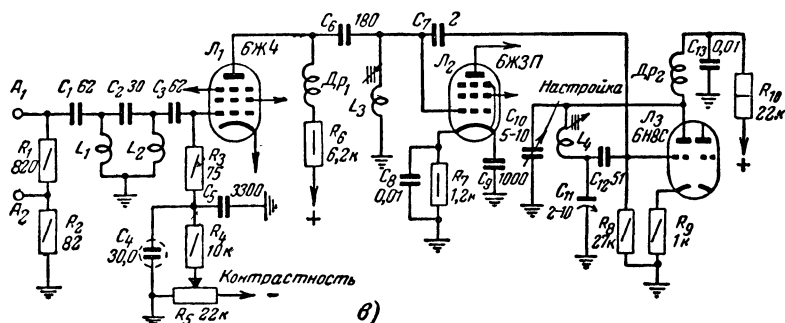 A₁
C₁ 62
C₂ 30
C₃ 62
Л₁
6Ж4
C₆
180
Др₁
R₆
6,2к
+
L₃
C₇
2
Л₂
6Ж3П
C₁₀
5-10
Настройка
L₄
C₁₂ 51
C₁₁
2-10
Др₂
C₁₃
0,01
Л₃
6Н8С
R₁₀
22к
+
R₁
820
A₂
R₂
82
L₁
L₂
R₃
75
C₅
3300
C₄
30,0
R₄
10к
Контрастность
-
R₅ 22к
C₈
0,01
R₇
1,2к
C₉
1000
R₈
27к
R₉
1к
в)